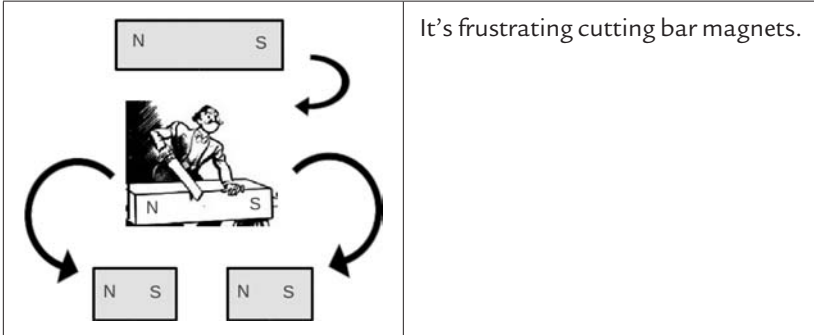 N S
It's frustrating cutting bar magnets.
N S
N S N S